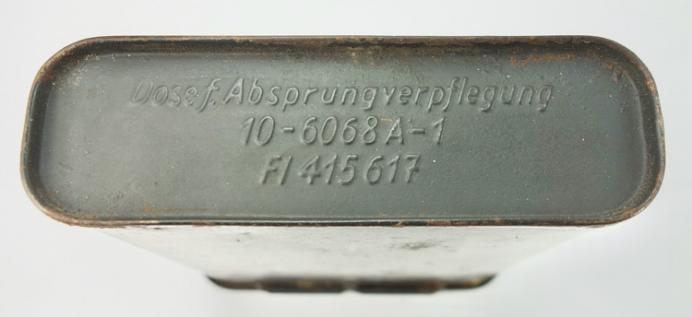 Dose f. Absprungverpflegung
10-6068 A-1
Fl 415617